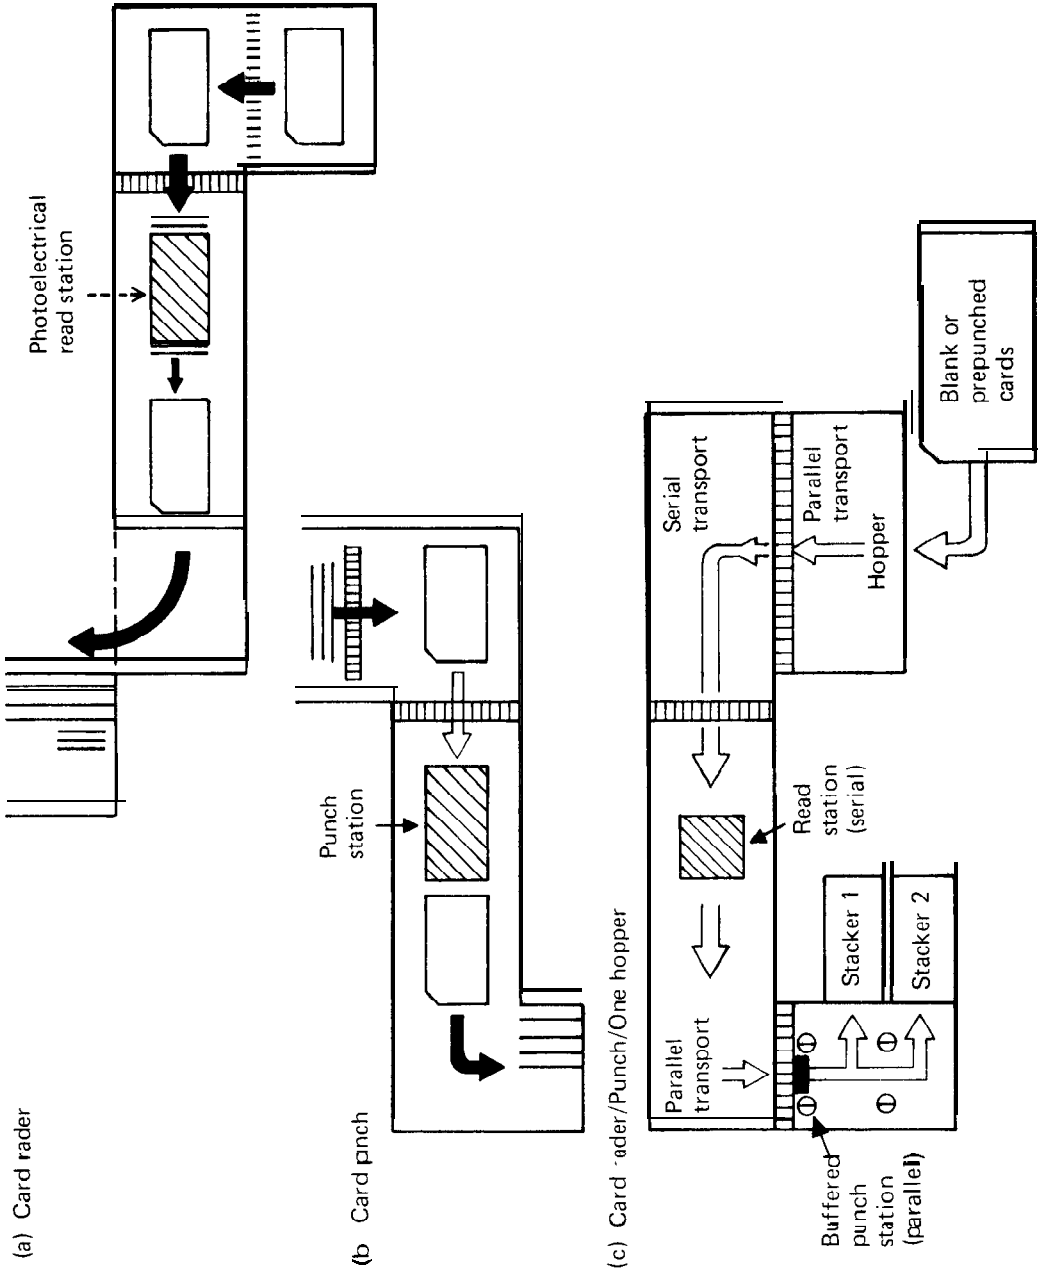 (a) Card rader
Photoelectrical
read station
(b Card pnch
Punch
station
(c) Card -ader/Punch/One hopper
Parallel
transport
Serial
transport
Parallel
transport
Hopper
Blank or
prepunched
cards
Read
station
(serial)
Stacker 1
Stacker 2
Buffered
punch
station
(parallel)